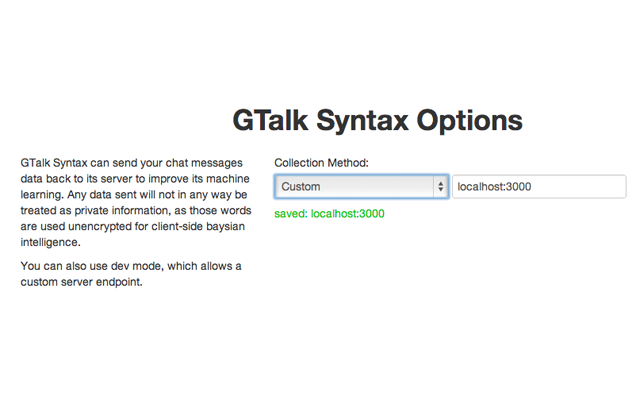 GTalk Syntax Options
GTalk Syntax can send your chat messages
data back to its server to improve its machine
learning. Any data sent will not in any way be
treated as private information, as those words
are used unencrypted for client-side baysian
intelligence.
You can also use dev mode, which allows a
custom server endpoint.
Collection Method:
Custom
localhost:3000
saved: localhost:3000